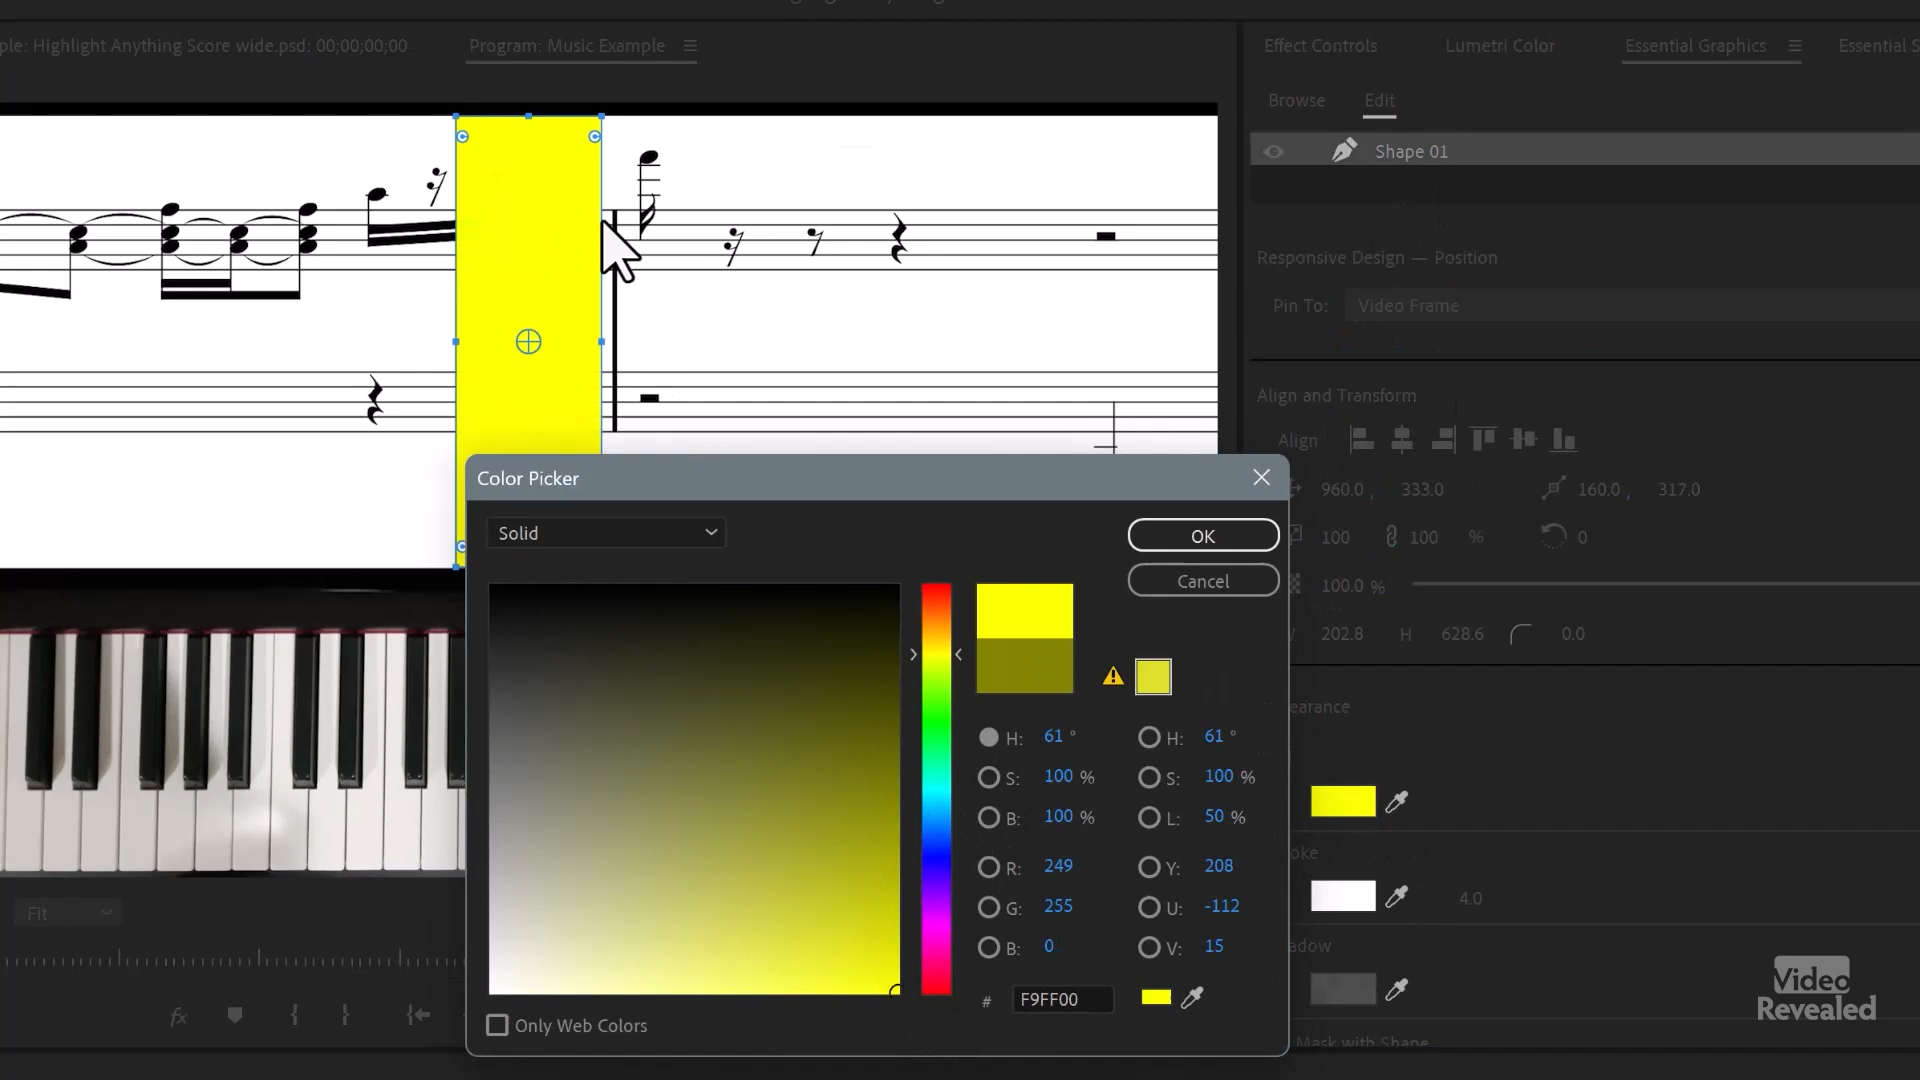 ple: Highlight Anything Score wide.psd: 00;00;00;00
Program: Music Example
Effect Controls
Lumetri Color
Essential Graphics
Essential S
Browse
Edit
Shape 01
Responsive Design — Position
Pin To:
Video Frame
Align and Transform
Align
960.0 , 333.0
160.0 , 317.0
100
100 %
0
100.0 %
202.8
H 628.6
0.0
earance
oke
4.0
adow
Mask with Shape
Color Picker
Solid
OK
Cancel
H: 61 °
H: 61 °
S: 100 %
S: 100 %
B: 100 %
L: 50 %
R: 249
Y: 208
G: 255
U: -112
B: 0
V: 15
# F9FF00
Only Web Colors
Fit
fx
Video
Revealed